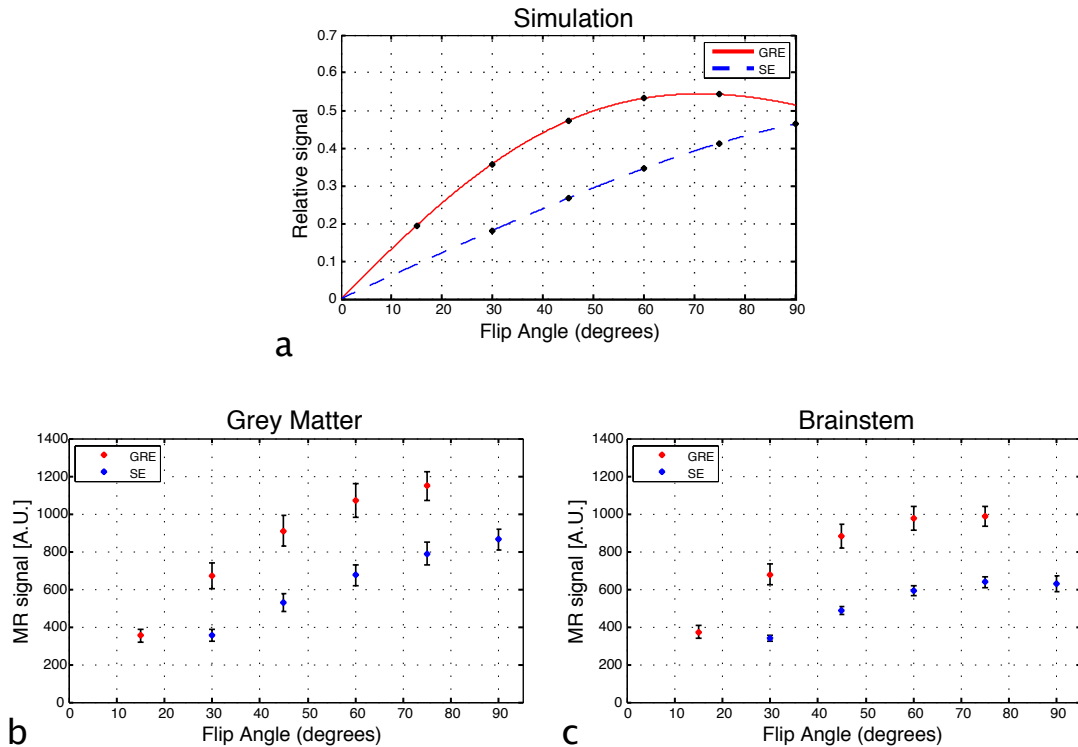 Simulation
0.7
0.6
0.5
0.4
0.3
0.2
0.1
0
Relative signal
GRE
SE
0 10 20 30 40 50 60 70 80 90
Flip Angle (degrees)
a
Grey Matter
1400
1200
1000
800
600
400
200
0
MR signal [A.U.]
GRE
SE
0 10 20 30 40 50 60 70 80 90
Flip Angle (degrees)
b
Brainstem
1400
1200
1000
800
600
400
200
0
MR signal [A.U.]
GRE
SE
0 10 20 30 40 50 60 70 80 90
Flip Angle (degrees)
c